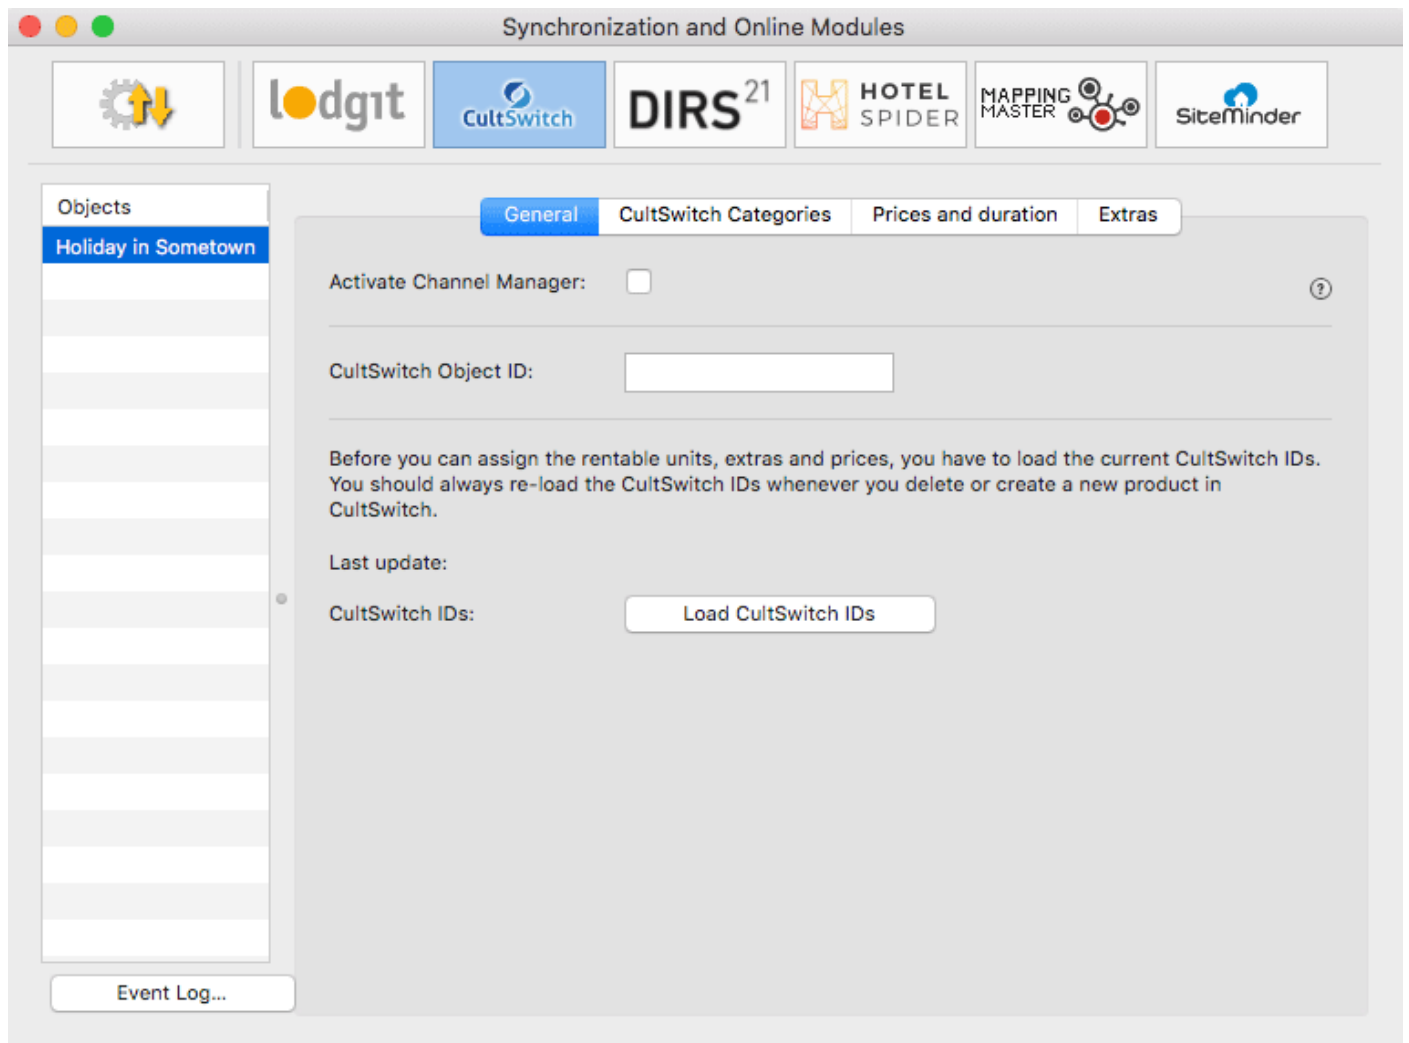 Synchronization and Online Modules
lodgit
CultSwitch
DIRS21
HOTEL
SPIDER
MAPPING
MASTER
SiteMinder
Objects
Holiday in Sometown
General
CultSwitch Categories
Prices and duration
Extras
Activate Channel Manager:
?
CultSwitch Object ID:
Before you can assign the rentable units, extras and prices, you have to load the current CultSwitch IDs.
You should always re-load the CultSwitch IDs whenever you delete or create a new product in
CultSwitch.
Last update:
CultSwitch IDs:
Load CultSwitch IDs
Event Log...